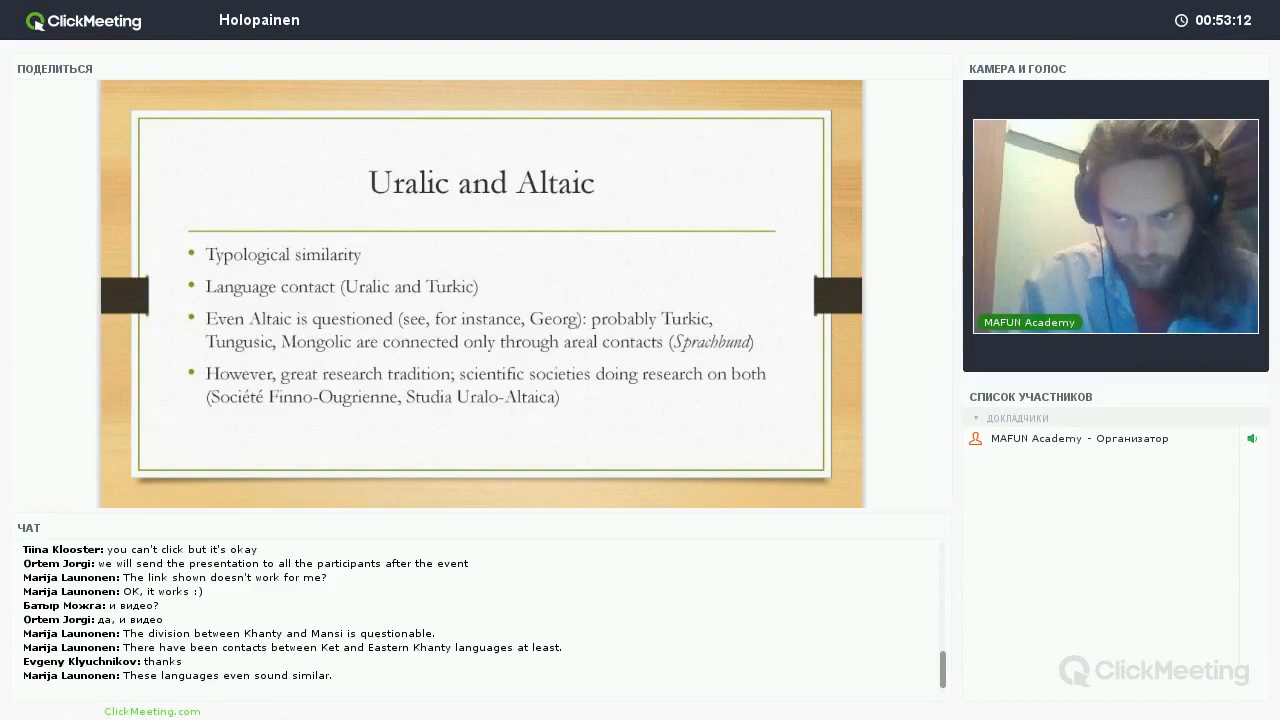 ClickMeeting
Holopainen
00:53:12
ПОДЕЛИТЬСЯ
Uralic and Altaic
• Typological similarity
• Language contact (Uralic and Turkic)
• Even Altaic is questioned (see, for instance, Georg): probably Turkic,
Tungusic, Mongolic are connected only through areal contacts (Sprachbund)
• However, great research tradition; scientific societies doing research on both
(Société Finno-Ougrienne, Studia Uralo-Altaica)
КАМЕРА И ГОЛОС
MAFUN Academy
СПИСОК УЧАСТНИКОВ
ДОКЛАДЧИКИ
MAFUN Academy - Организатор
ЧАТ
Tiina Klooster: you can't click but it's okay
Ortem Jorgi: we will send the presentation to all the participants after the event
Marija Launonen: The link shown doesn't work for me?
Marija Launonen: OK, it works :)
Батыр Можга: и видео?
Ortem Jorgi: да, и видео
Marija Launonen: The division between Khanty and Mansi is questionable.
Marija Launonen: There have been contacts between Ket and Eastern Khanty languages at least.
Evgeny Klyuchnikov: thanks
Marija Launonen: These languages even sound similar.
ClickMeeting
ClickMeeting.com